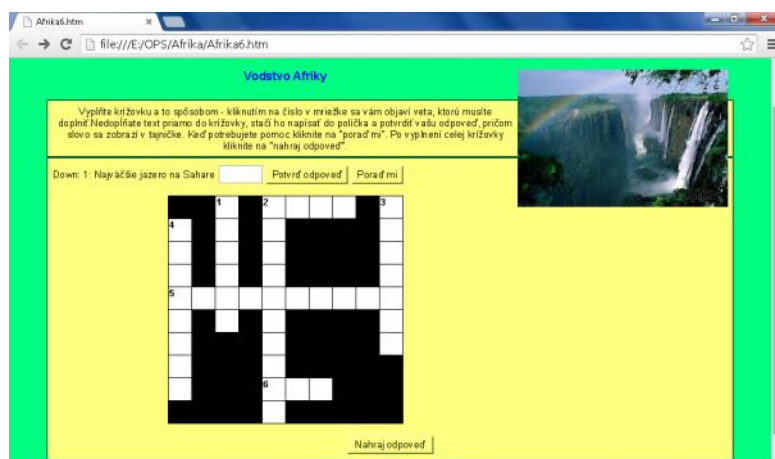 Afrika6.htm
file:///E:/OPS/Afrika/Afrika6.htm
Vodstvo Afriky
Vyplňte krížovku a to spôsobom - kliknutím na číslo v mriežke sa vám objaví veta, ktorú musíte
doplniť.Nedopĺňate text priamo do krížovky, stačí ho napísať do políčka a potvrdiť vašu odpoveď, pričom
slovo sa zobrazí v tajničke. Keď potrebujete pomoc kliknite na "poraď mi". Po vyplnení celej krížovky
kliknite na "nahraj odpoveď".
Down: 1: Najväčšie jazero na Sahare Potvrď odpoveď Poraď mi
1 2 3
4
5
6
Nahraj odpoveď